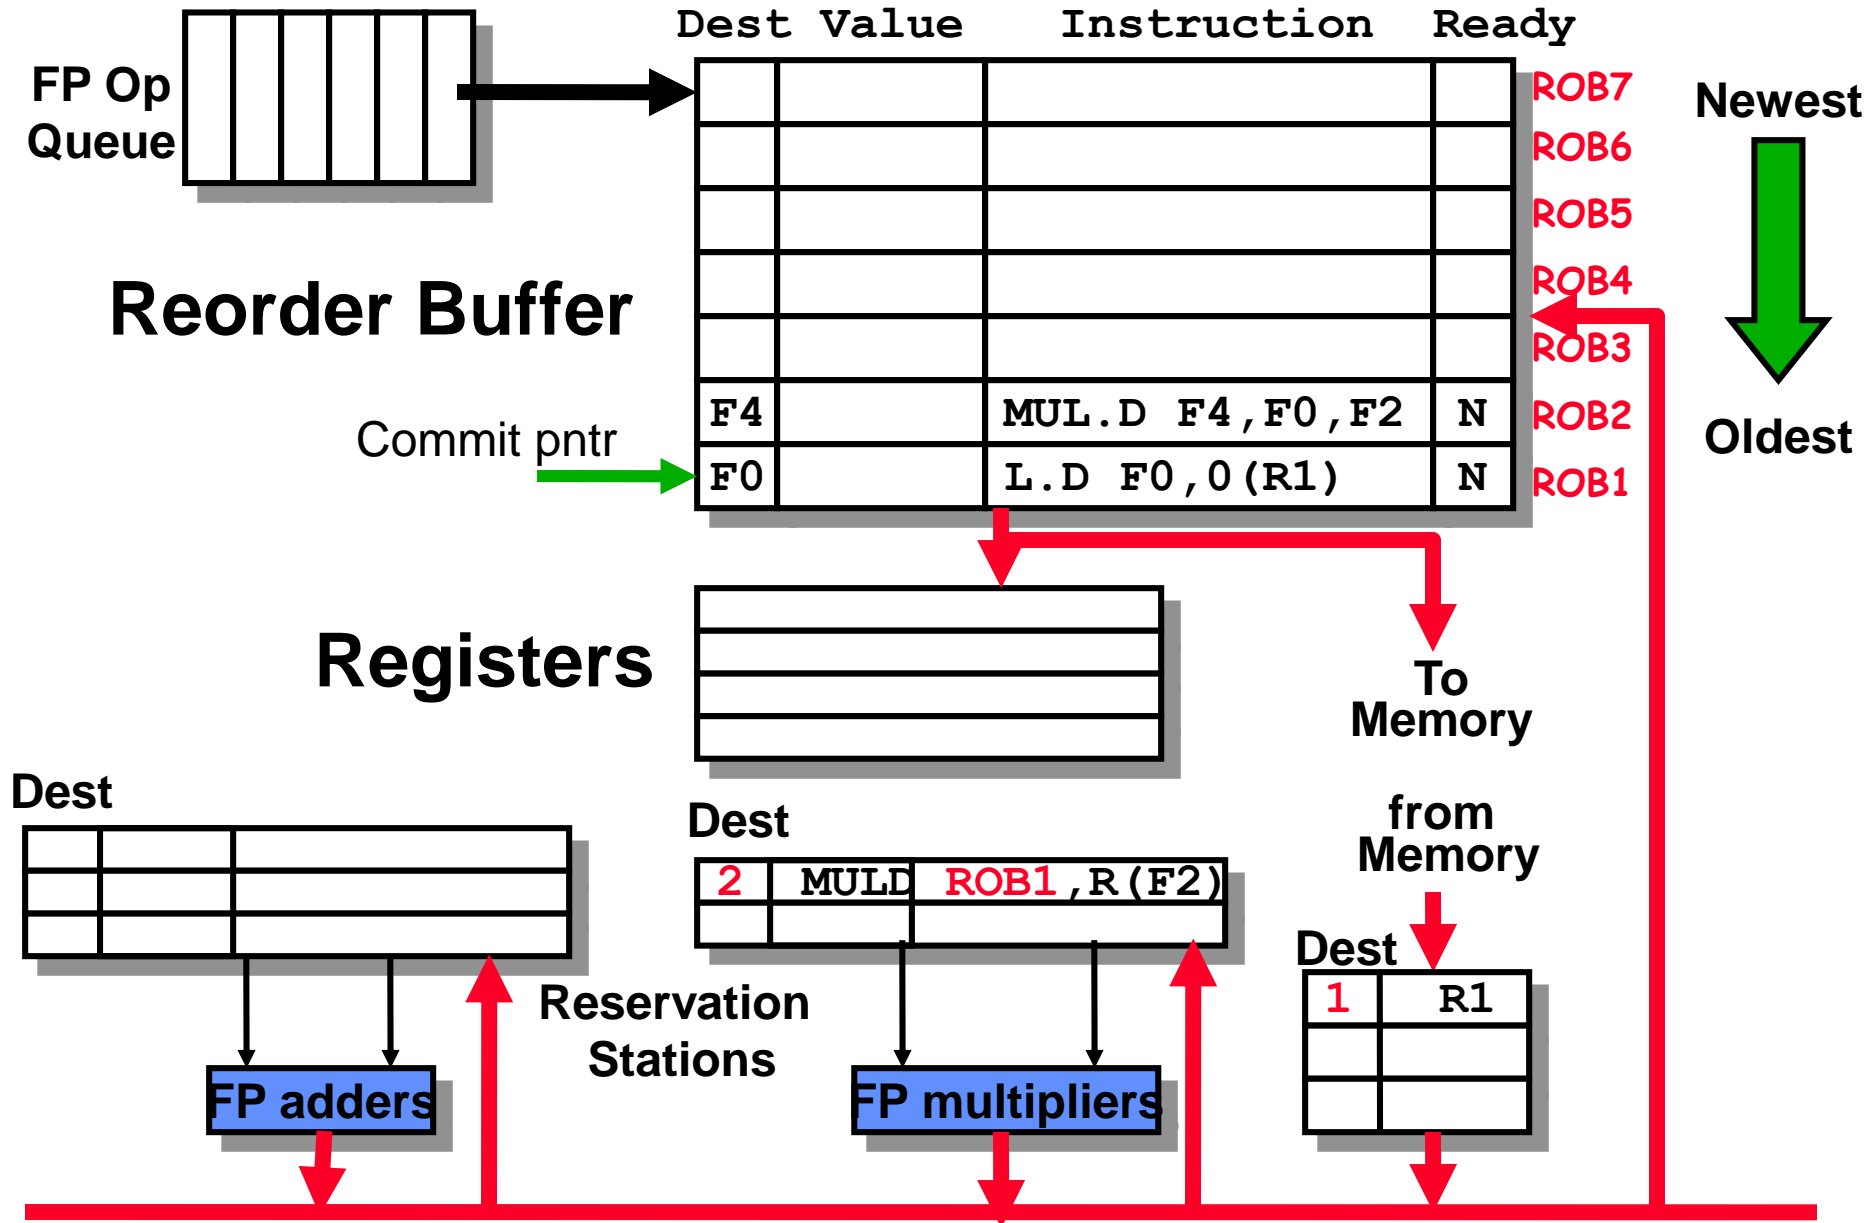 Dest Value Instruction Ready
FP Op
Queue
ROB7
Newest
ROB6
ROB5
Reorder Buffer
ROB4
ROB3
F4 MUL.D F4,F0,F2 N ROB2
Oldest
Commit pntr
F0 L.D F0,0(R1) N ROB1
Registers
To
Memory
Dest
Dest
from
Memory
2 MULD ROB1,R(F2)
Dest
1 R1
Reservation
Stations
FP adders
FP multipliers